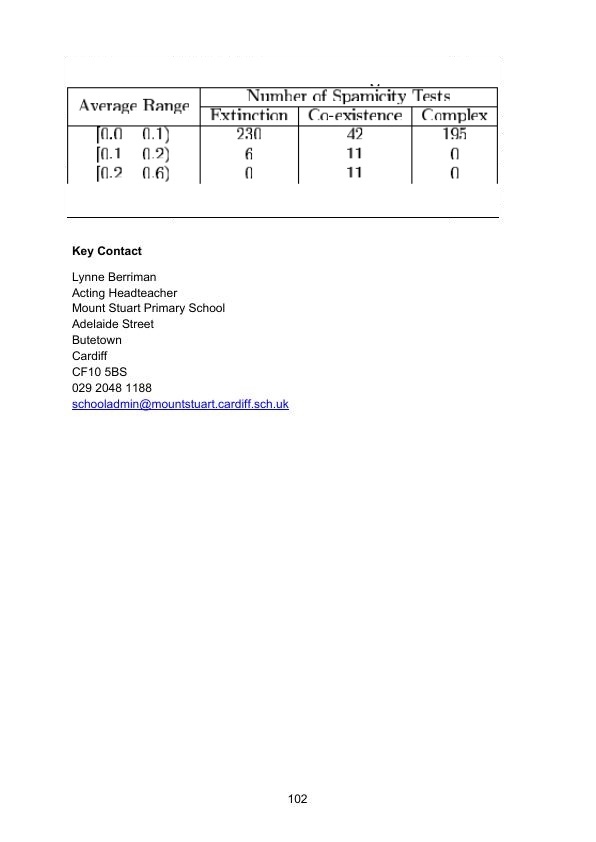 Number of Spamicity Tests
Average Range
Extinction Co-existence Complex
[0.0 0.1) 230 42 195
[0.1 0.2) 6 11 0
[0.2 0.6) 0 11 0
Key Contact
Lynne Berriman
Acting Headteacher
Mount Stuart Primary School
Adelaide Street
Butetown
Cardiff
CF10 5BS
029 2048 1188
schooladmin@mountstuart.cardiff.sch.uk
102